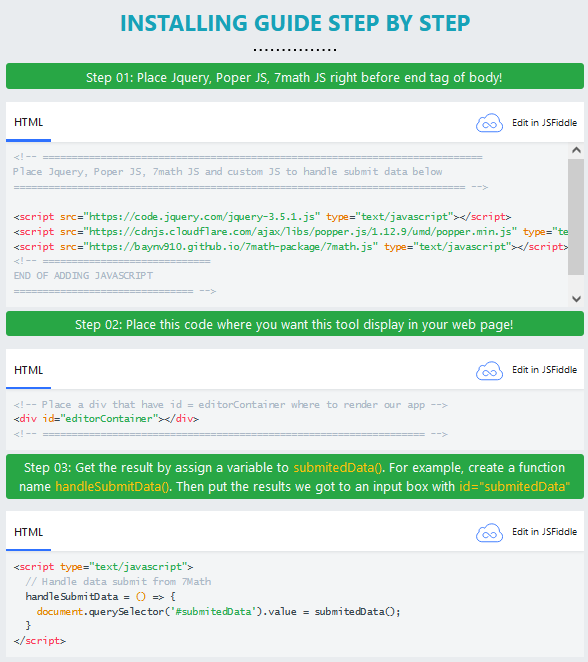 INSTALLING GUIDE STEP BY STEP
Step 01: Place Jquery, Poper JS, 7math JS right before end tag of body!
HTML
Edit in JSFiddle
<!-- ===========================================================================
Place Jquery, Poper JS, 7math JS and custom JS to handle submit data below
============================================================================= -->
<script src="https://code.jquery.com/jquery-3.5.1.js" type="text/javascript"></script>
<script src="https://cdnjs.cloudflare.com/ajax/libs/popper.js/1.12.9/umd/popper.min.js" type="te
<script src="https://baynv910.github.io/7math-package/7math.js" type="text/javascript"></script>
<!-- =============================
END OF ADDING JAVASCRIPT
=============================== -->
Step 02: Place this code where you want this tool display in your web page!
HTML
Edit in JSFiddle
<!-- Place a div that have id = editorContainer where to render our app -->
<div id="editorContainer"></div>
<!-- ================================================================== -->
Step 03: Get the result by assign a variable to submitedData(). For example, create a function
name handleSubmitData(). Then put the results we got to an input box with id="submitedData"
HTML
Edit in JSFiddle
<script type="text/javascript">
// Handle data submit from 7Math
handleSubmitData = () => {
document.querySelector('#submitedData').value = submitedData();
}
</script>